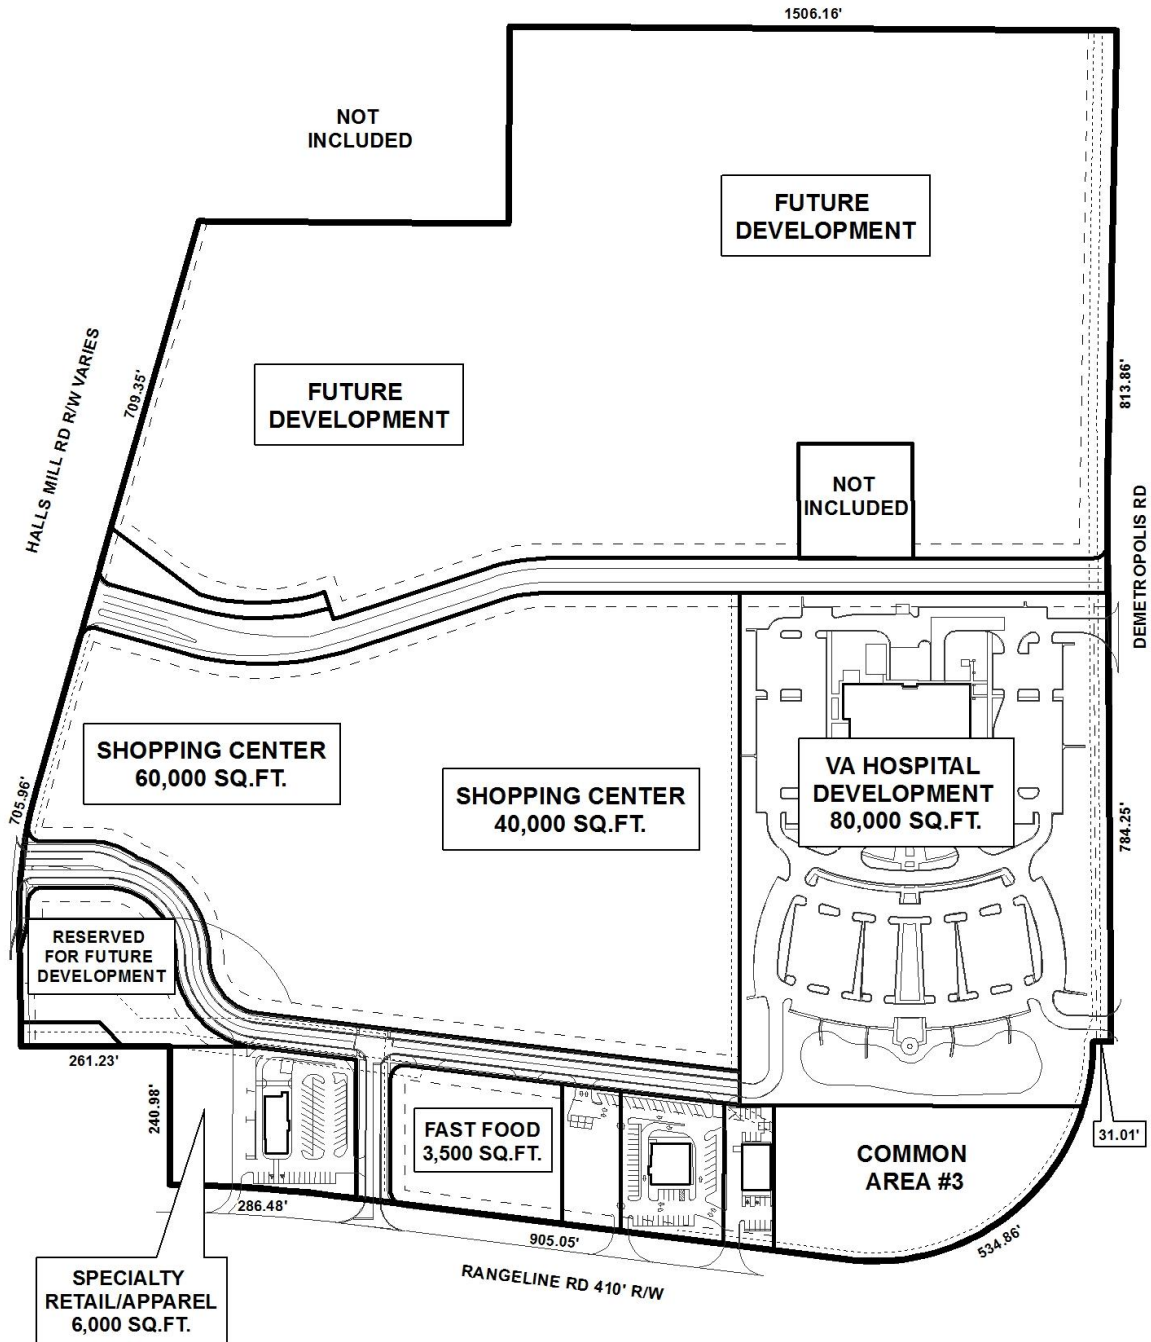 1506.16'
NOT
INCLUDED
FUTURE
DEVELOPMENT
HALLS MILL RD R/W VARIES
709.35'
FUTURE
DEVELOPMENT
813.86'
NOT
INCLUDED
DEMETROPOLIS RD
SHOPPING CENTER
60,000 SQ.FT.
705.96'
SHOPPING CENTER
40,000 SQ.FT.
VA HOSPITAL
DEVELOPMENT
80,000 SQ.FT.
784.25'
RESERVED
FOR FUTURE
DEVELOPMENT
261.23'
240.98'
FAST FOOD
3,500 SQ.FT.
COMMON
AREA #3
31.01'
286.48'
905.05'
534.86'
RANGELINE RD 410' R/W
SPECIALTY
RETAIL/APPAREL
6,000 SQ.FT.